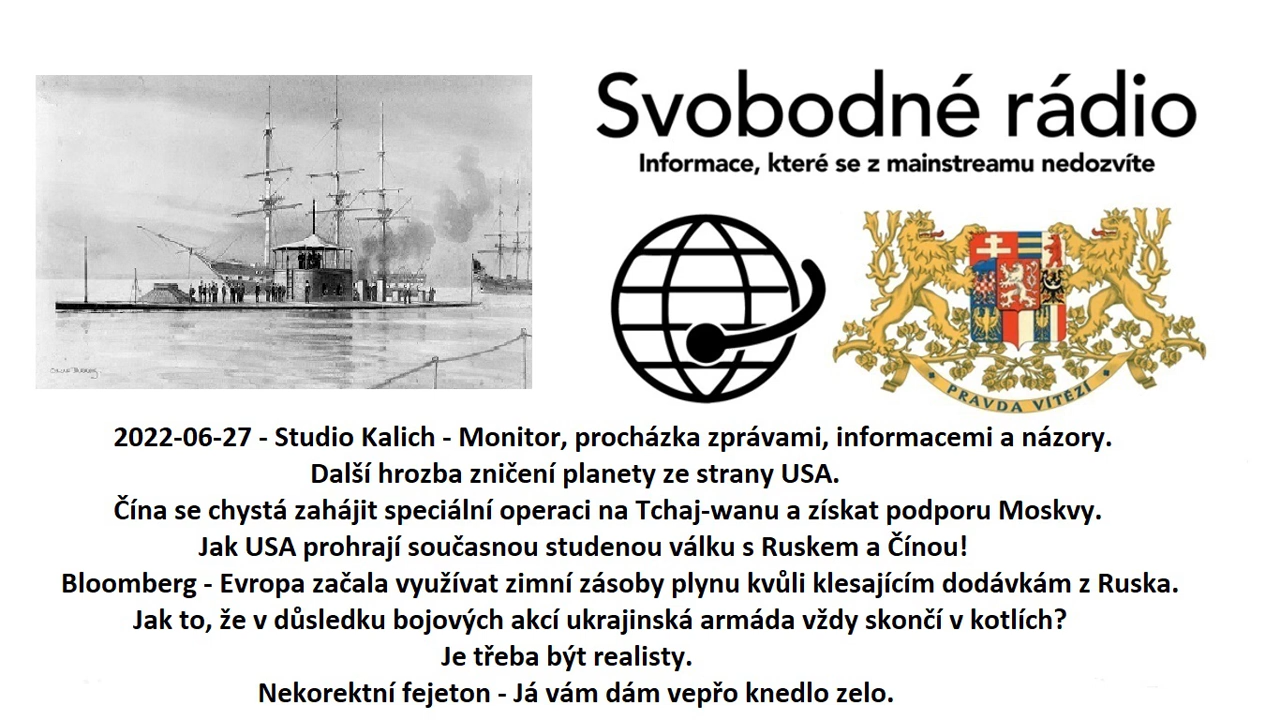 Svobodné rádio
Informace, které se z mainstreamu nedozvíte
PRAVDA VÍTĚZÍ
2022-06-27 - Studio Kalich - Monitor, procházka zprávami, informacemi a názory.
Další hrozba zničení planety ze strany USA.
Čína se chystá zahájit speciální operaci na Tchaj-wanu a získat podporu Moskvy.
Jak USA prohrají současnou studenou válku s Ruskem a Čínou!
Bloomberg - Evropa začala využívat zimní zásoby plynu kvůli klesajícím dodávkám z Ruska.
Jak to, že v důsledku bojových akcí ukrajinská armáda vždy skončí v kotlích?
Je třeba být realisty.
Nekorektní fejeton - Já vám dám vepřo knedlo zelo.